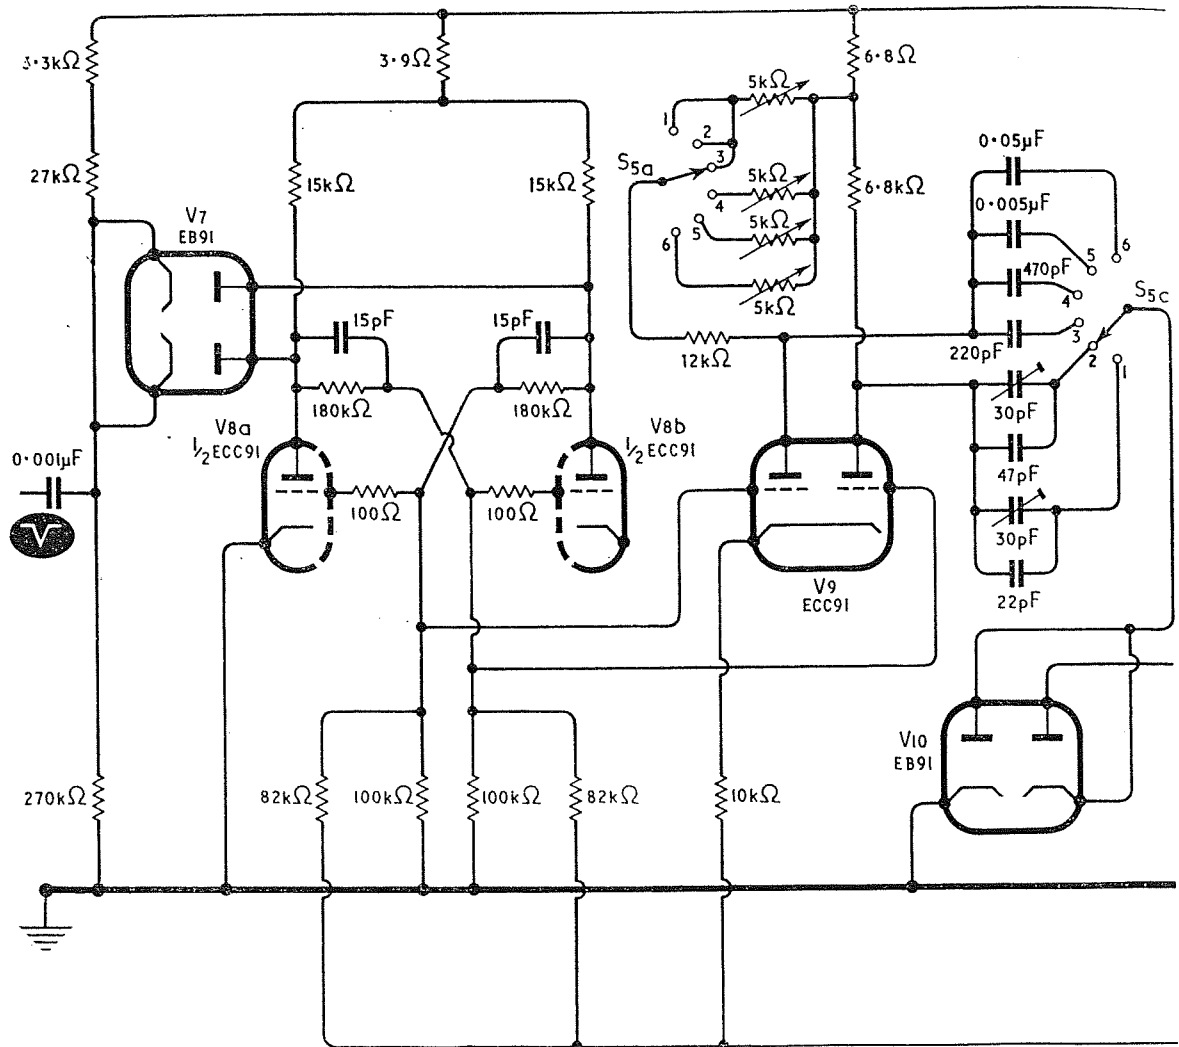 3·3kΩ
3·9Ω
6·8Ω
5kΩ
1
2
3
S5a
27kΩ
15kΩ
15kΩ
5kΩ
4
6·8kΩ
0·05μF
V7
EB91
5kΩ
5
6
5kΩ
0·005μF
5
6
470pF
4
S5c
15pF
15pF
12kΩ
220pF
3
2
1
180kΩ
180kΩ
30pF
V8a
½ECC91
V8b
½ECC91
0·001μF
47pF
100Ω
100Ω
30pF
V9
ECC91
22pF
V10
EB91
270kΩ
82kΩ
100kΩ
100kΩ
82kΩ
10kΩ